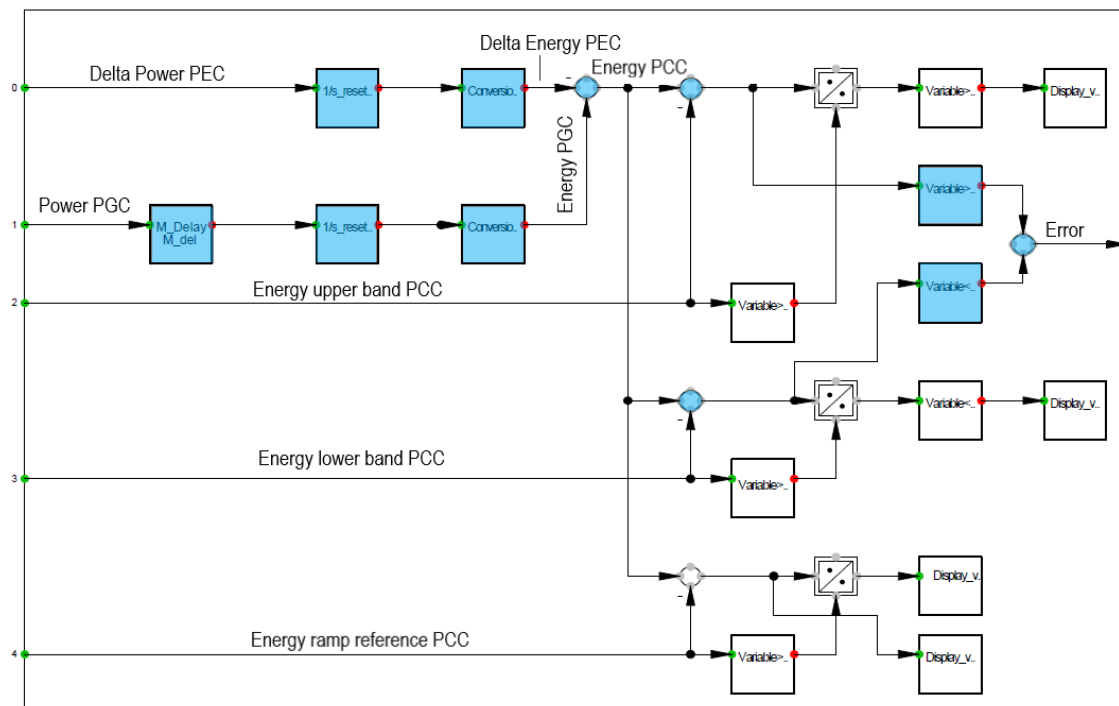 Delta Energy PEC
Delta Power PEC
Energy PCC
-
0
1/s_reset..
Conversio..
-
Variable>..
Display_v..
Energy PGC
Variable>..
Power PGC
1
M_Delay
M_del
1/s_reset..
Conversio..
Error
Energy upper band PCC
2
Variable>..
Variable<..
-
Variable<..
Display_v..
Energy lower band PCC
3
Variable>..
-
Display_v..
Energy ramp reference PCC
4
Variable>..
Display_v..